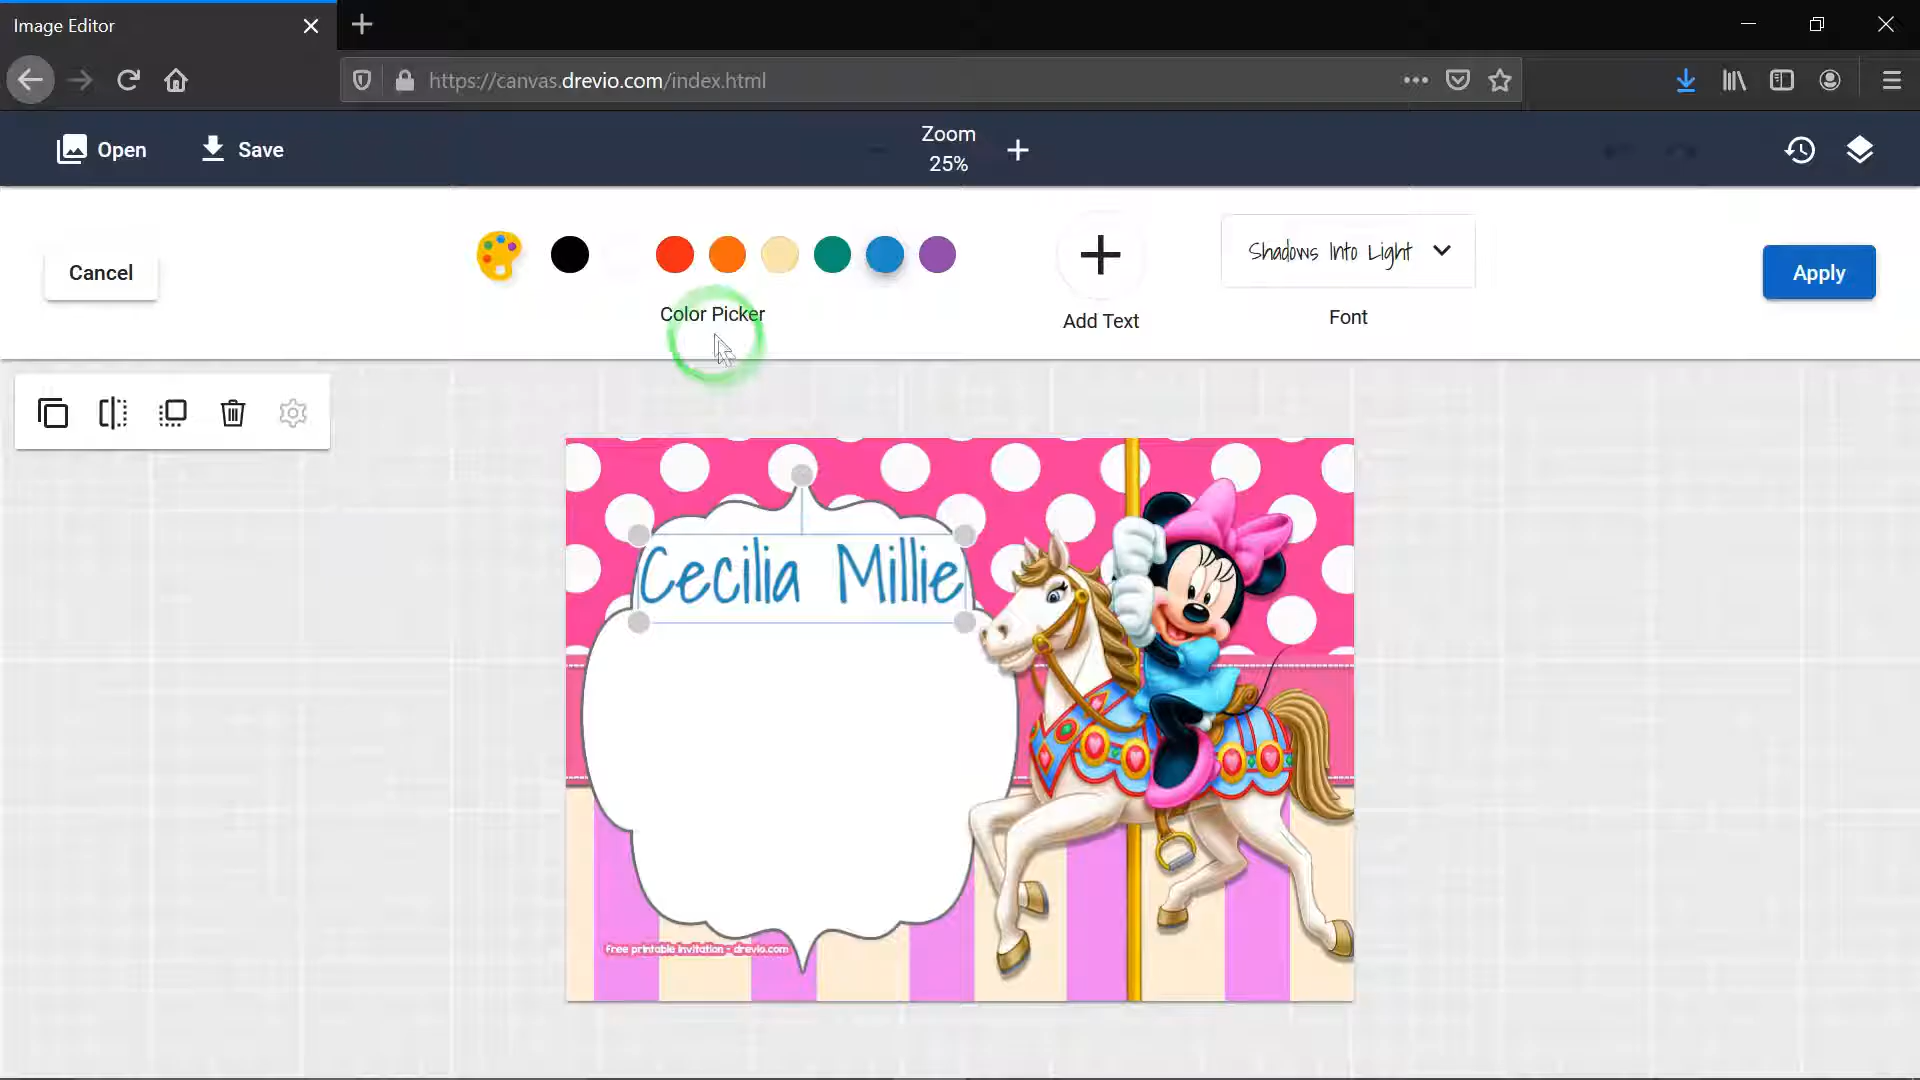 Image Editor
https://canvas.drevio.com/index.html
Open
Save
Zoom
25%
Cancel
Color Picker
Add Text
Shadows Into Light
Font
Apply
Cecilia Millie
Free printable invitation - drevio.com